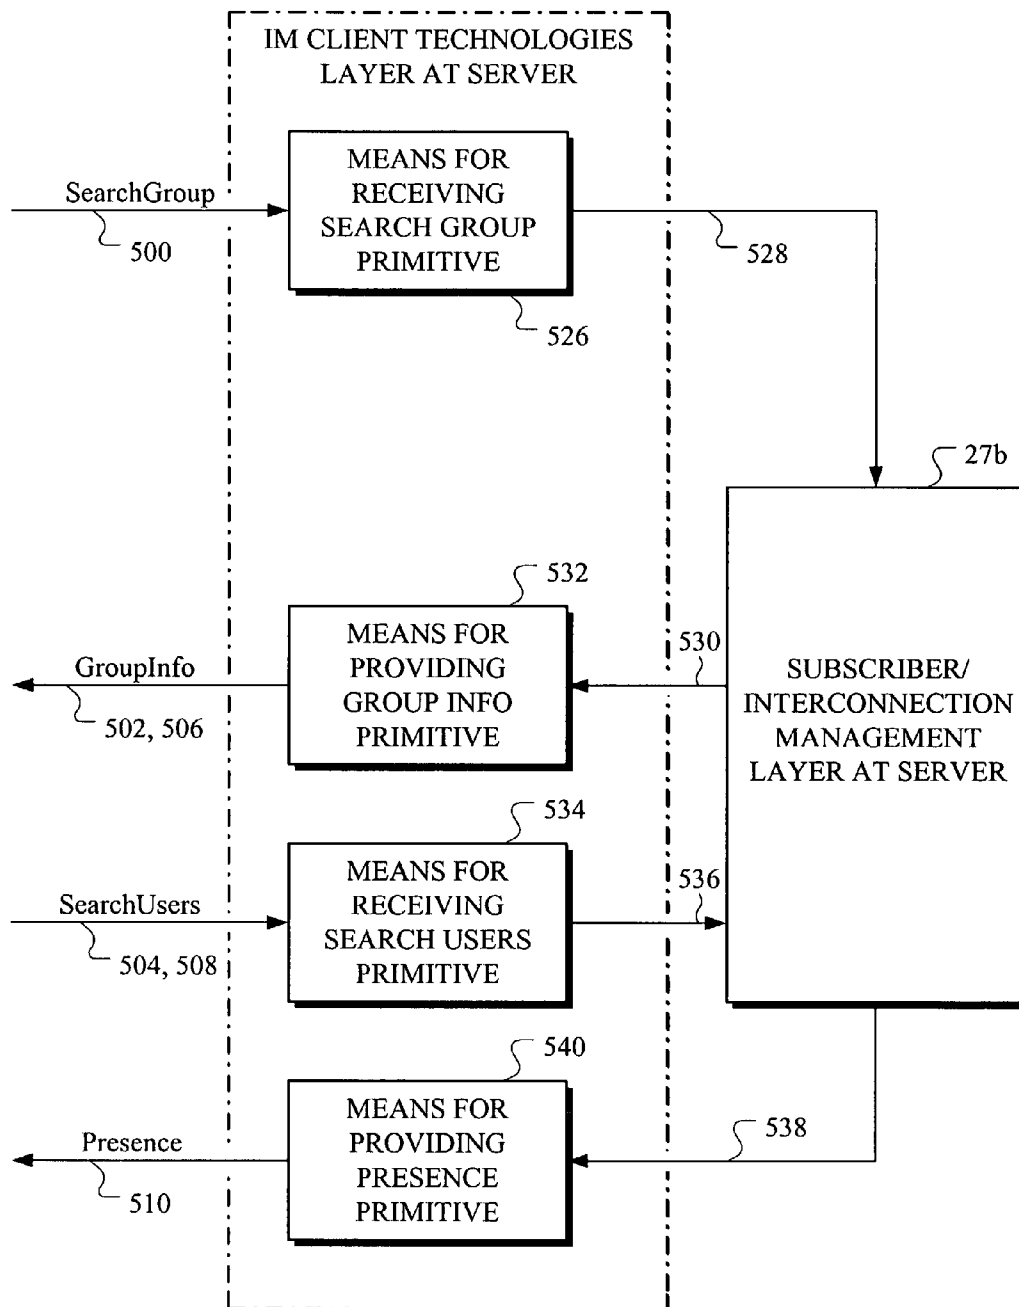 IM CLIENT TECHNOLOGIES
LAYER AT SERVER
MEANS FOR
RECEIVING
SEARCH GROUP
PRIMITIVE
SearchGroup
500
526
528
27b
532
MEANS FOR
PROVIDING
GROUP INFO
PRIMITIVE
GroupInfo
502, 506
530
SUBSCRIBER/
INTERCONNECTION
MANAGEMENT
LAYER AT SERVER
534
MEANS FOR
RECEIVING
SEARCH USERS
PRIMITIVE
SearchUsers
504, 508
536
540
MEANS FOR
PROVIDING
PRESENCE
PRIMITIVE
Presence
510
538